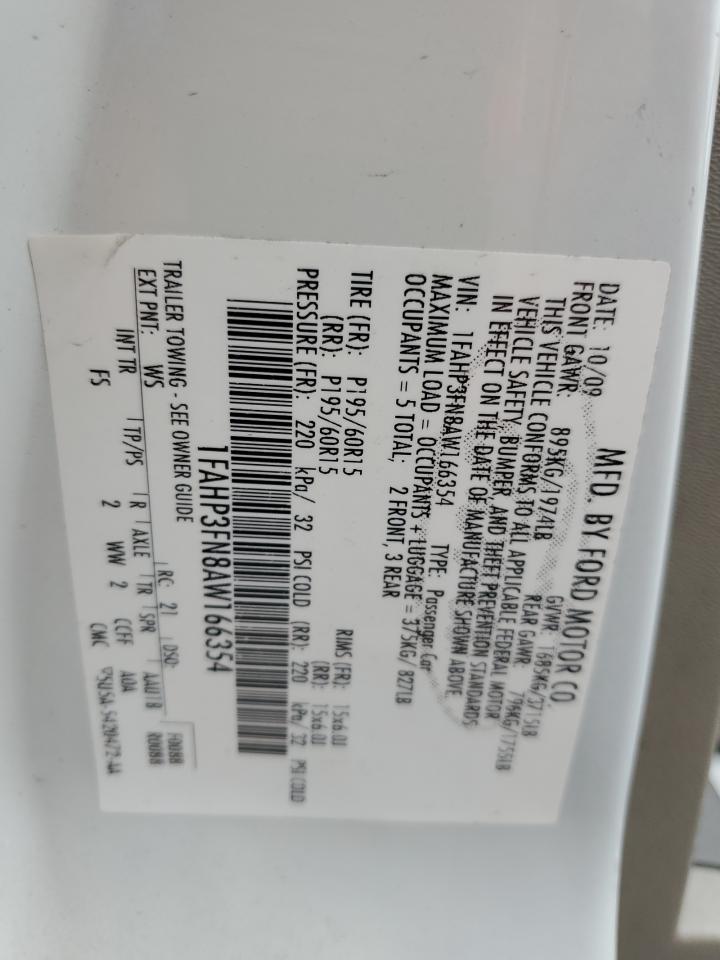 MFD. BY FORD MOTOR CO
DATE: 10/09 GVWR: 1685KG/3715LB
FRONT GAWR: 895KG/1974LB REAR GAWR: 796KG/1755LB
THIS VEHICLE CONFORMS TO ALL APPLICABLE FEDERAL MOTOR
VEHICLE SAFETY, BUMPER, AND THEFT PREVENTION STANDARDS
IN EFFECT ON THE DATE OF MANUFACTURE SHOWN ABOVE.
VIN: 1FAHP3FN8AW166354 TYPE: Passenger Car
MAXIMUM LOAD = OCCUPANTS + LUGGAGE = 375KG/ 827LB
OCCUPANTS = 5 TOTAL; 2 FRONT, 3 REAR
TIRE (FR): P195/60R15 RIMS (FR): 15x6.0J
(RR): P195/60R15 (RR): 15x6.0J
PRESSURE (FR): 220 kPa/ 32 PSI COLD (RR): 220 kPa/ 32 PSI COLD
1FAHP3FN8AW166354
TRAILER TOWING - SEE OWNER GUIDE
EXT PNT: WS RC: 21 DSO:
INT TR TP/PS R AXLE TR SPR
FS 2 WW 2 CCFF AOA
CMC